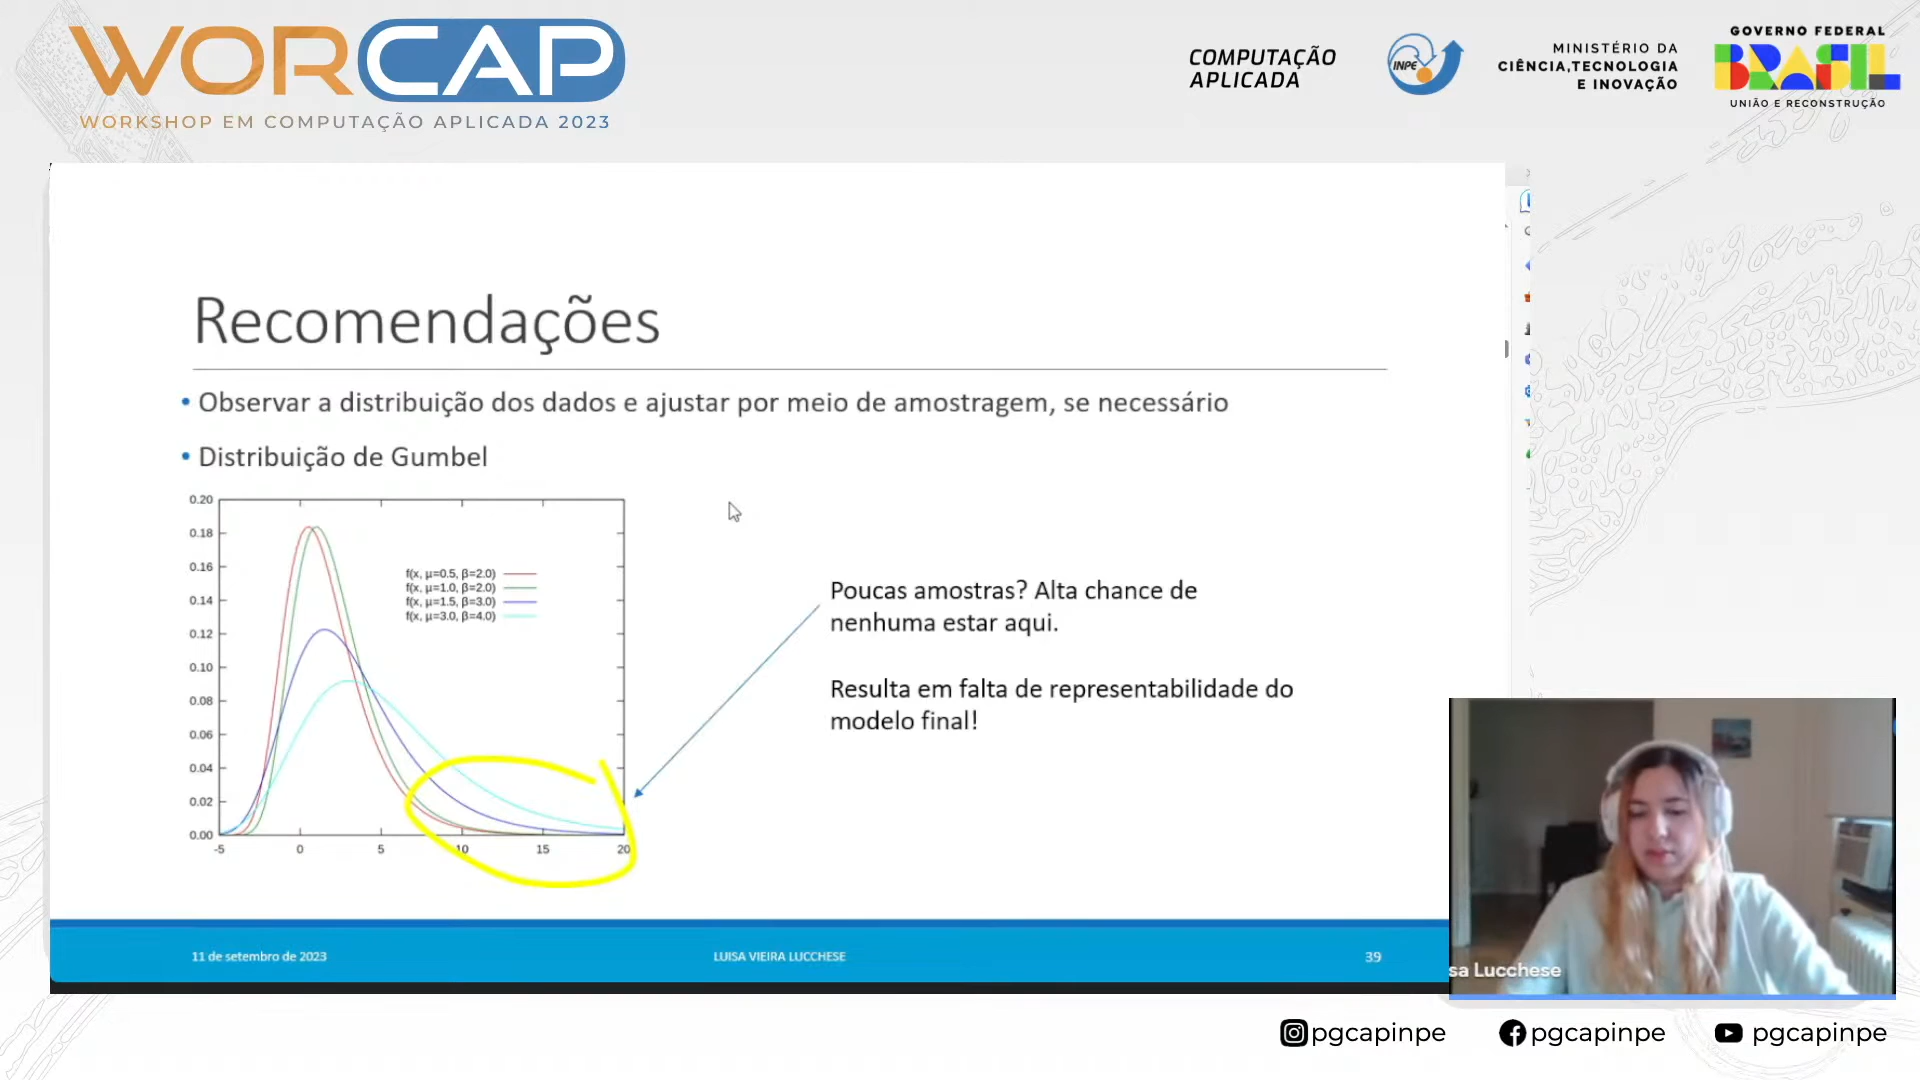 WORCAP
WORKSHOP EM COMPUTAÇÃO APLICADA 2023
COMPUTAÇÃO
APLICADA
INPE
MINISTÉRIO DA
CIÊNCIA,TECNOLOGIA
E INOVAÇÃO
GOVERNO FEDERAL
BRASIL
UNIÃO E RECONSTRUÇÃO
Recomendações
• Observar a distribuição dos dados e ajustar por meio de amostragem, se necessário
• Distribuição de Gumbel
0.20
0.18
0.16
0.14
0.12
0.10
0.08
0.06
0.04
0.02
0.00
-5 0 5 10 15 20
f(x, μ=0.5, β=2.0)
f(x, μ=1.0, β=2.0)
f(x, μ=1.5, β=3.0)
f(x, μ=3.0, β=4.0)
Poucas amostras? Alta chance de
nenhuma estar aqui.
Resulta em falta de representabilidade do
modelo final!
11 de setembro de 2023 LUISA VIEIRA LUCCHESE 39
sa Lucchese
pgcapinpe pgcapinpe pgcapinpe